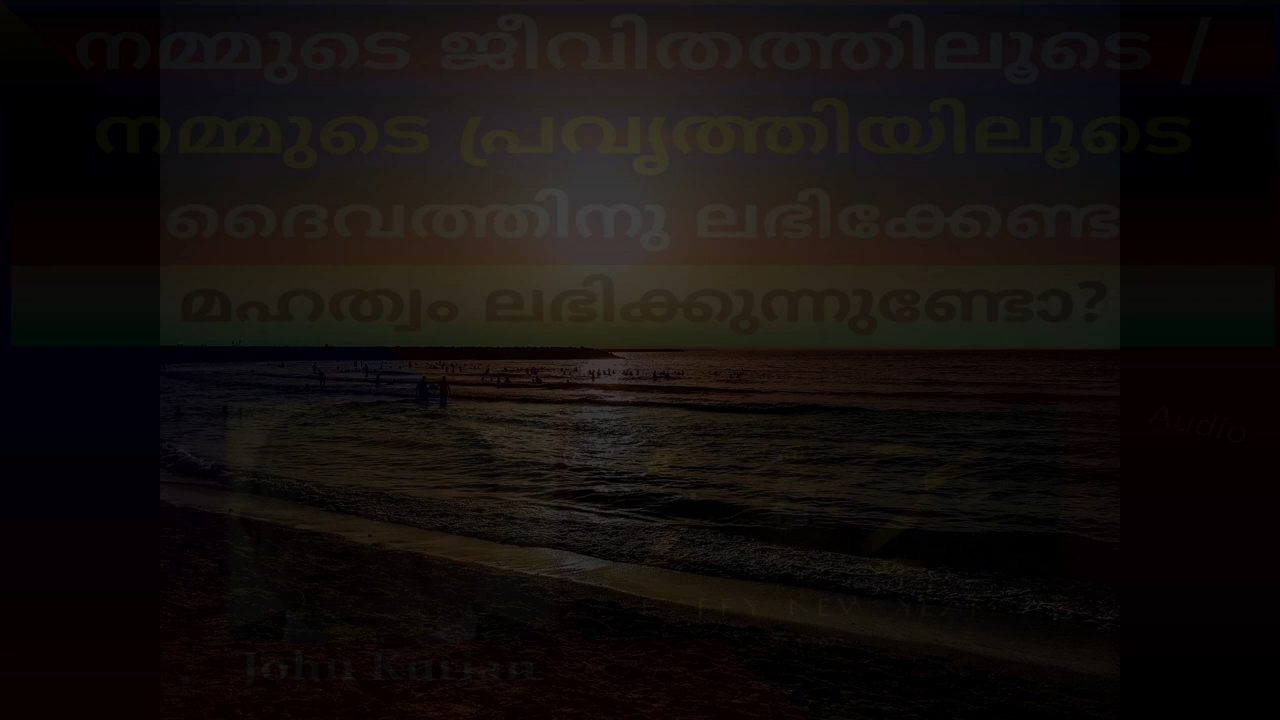 നമ്മുടെ ജീവിതത്തിലൂടെ /
നമ്മുടെ പ്രവൃത്തിയിലൂടെ
ദൈവത്തിനു ലഭിക്കേണ്ട
മഹത്വം ലഭിക്കുന്നുണ്ടോ?
Audio
John kurian